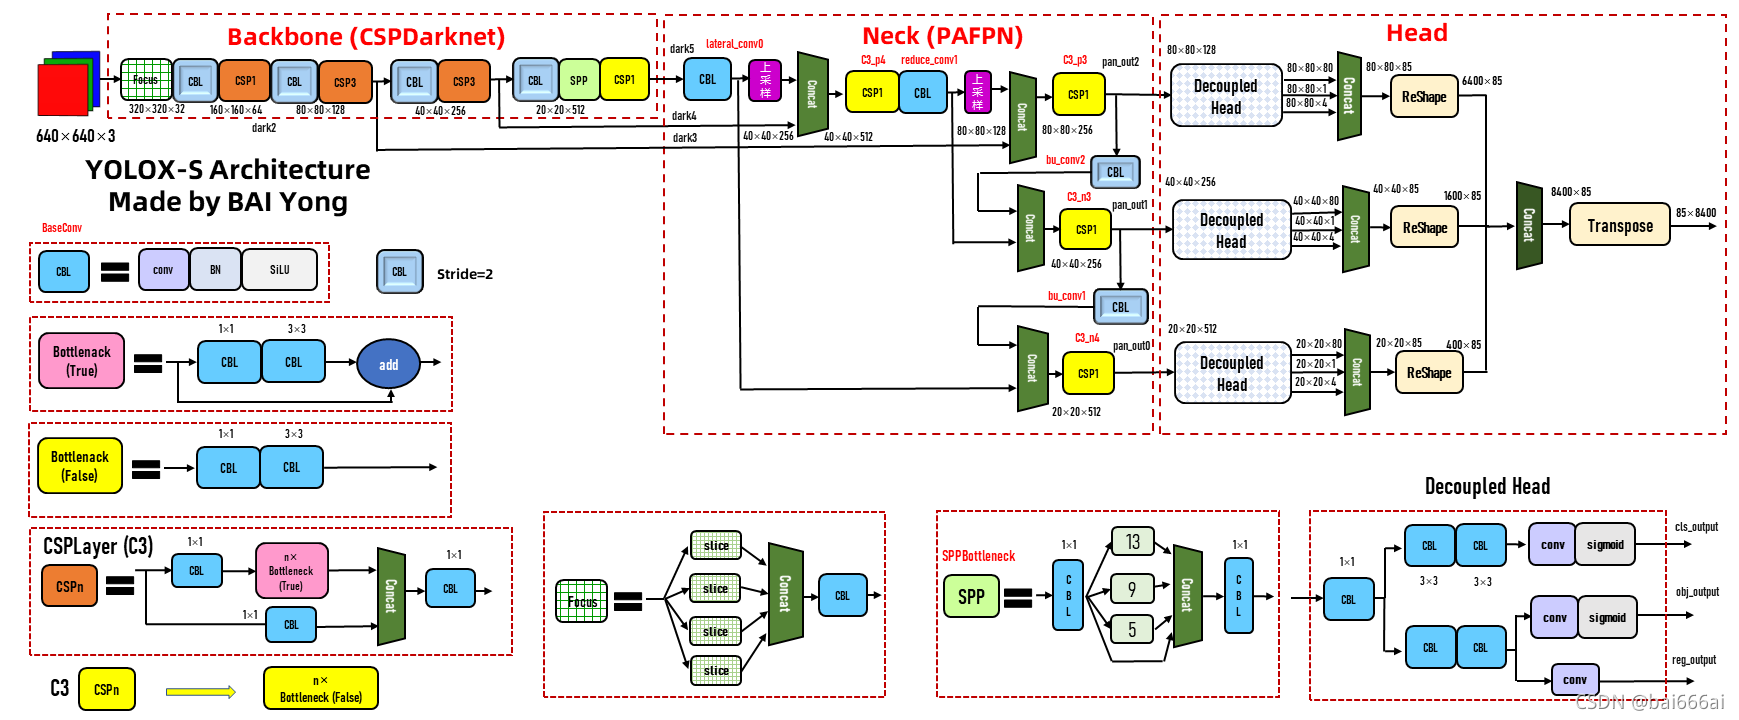 Backbone (CSPDarknet)
Focus
CBL
CSP1
CBL
CSP3
CBL
CSP3
CBL
SPP
CSP1
320×320×32
160×160×64
80×80×128
40×40×256
20×20×512
640×640×3
dark2
dark5
dark4
dark3
YOLOX-S Architecture
Made by BAI Yong
Neck (PAFPN)
lateral_conv0
CBL
上采样
Concat
40×40×256
40×40×512
C3_p4
reduce_conv1
CSP1
CBL
上采样
80×80×128
Concat
C3_p3
CSP1
80×80×256
pan_out2
bu_conv2
CBL
Concat
C3_n3
CSP1
pan_out1
40×40×256
bu_conv1
CBL
Concat
C3_n4
CSP1
pan_out0
20×20×512
Head
80×80×128
Decoupled
Head
80×80×80
80×80×1
80×80×4
Concat
80×80×85
ReShape
6400×85
40×40×256
Decoupled
Head
40×40×80
40×40×1
40×40×4
Concat
40×40×85
ReShape
1600×85
20×20×512
Decoupled
Head
20×20×80
20×20×1
20×20×4
Concat
20×20×85
ReShape
400×85
Concat
8400×85
Transpose
85×8400
BaseConv
CBL
conv
BN
SiLU
CBL
Stride=2
Bottlenack
(True)
1×1
3×3
CBL
CBL
add
Bottlenack
(False)
1×1
3×3
CBL
CBL
CSPLayer (C3)
CSPn
1×1
CBL
n×
Bottleneck
(True)
1×1
CBL
Concat
1×1
CBL
C3
CSPn
n×
Bottleneck (False)
Focus
slice
slice
slice
slice
Concat
CBL
SPPBottleneck
SPP
1×1
CBL
13
9
5
Concat
1×1
CBL
Decoupled Head
1×1
CBL
CBL
CBL
3×3
3×3
conv
sigmoid
cls_output
CBL
CBL
conv
sigmoid
obj_output
conv
reg_output
CSDN @bai666ai